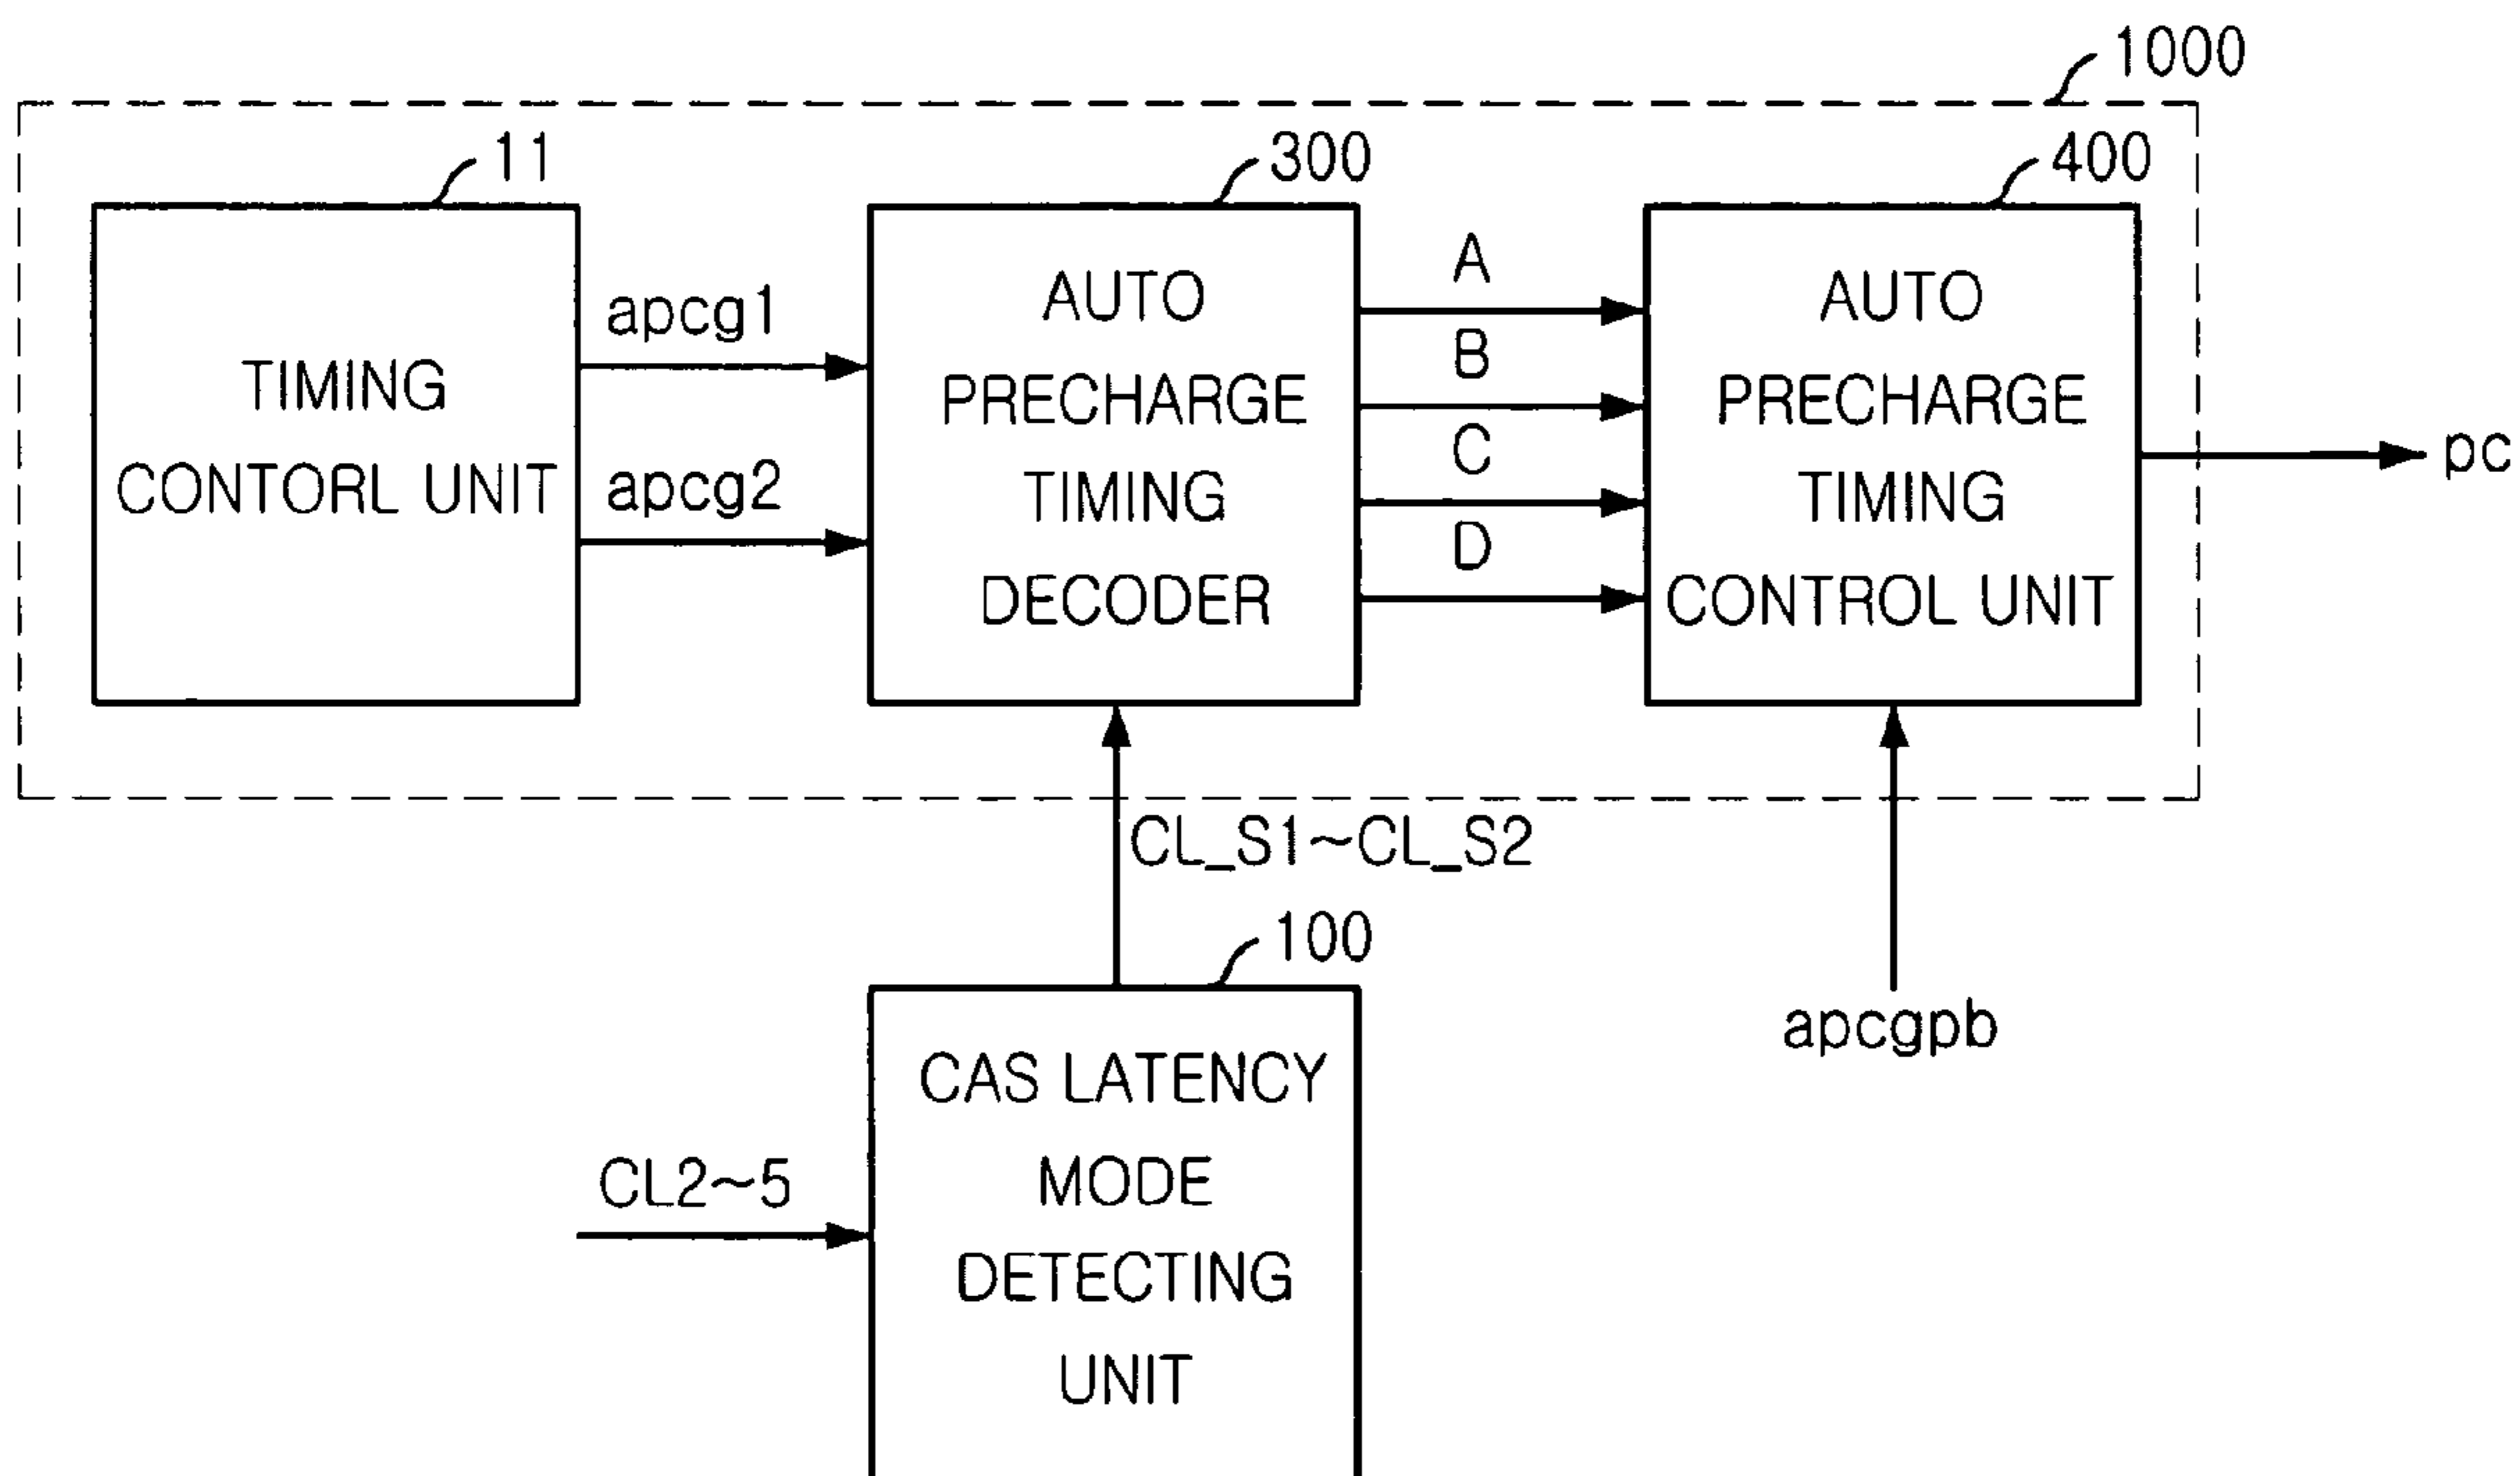 1000
11
300
400
TIMING
CONTORL UNIT
apcg1
apcg2
AUTO
PRECHARGE
TIMING
DECODER
A
B
C
D
AUTO
PRECHARGE
TIMING
CONTROL UNIT
pc
CL_S1~CL_S2
100
apcgpb
CL2~5
CAS LATENCY
MODE
DETECTING
UNIT